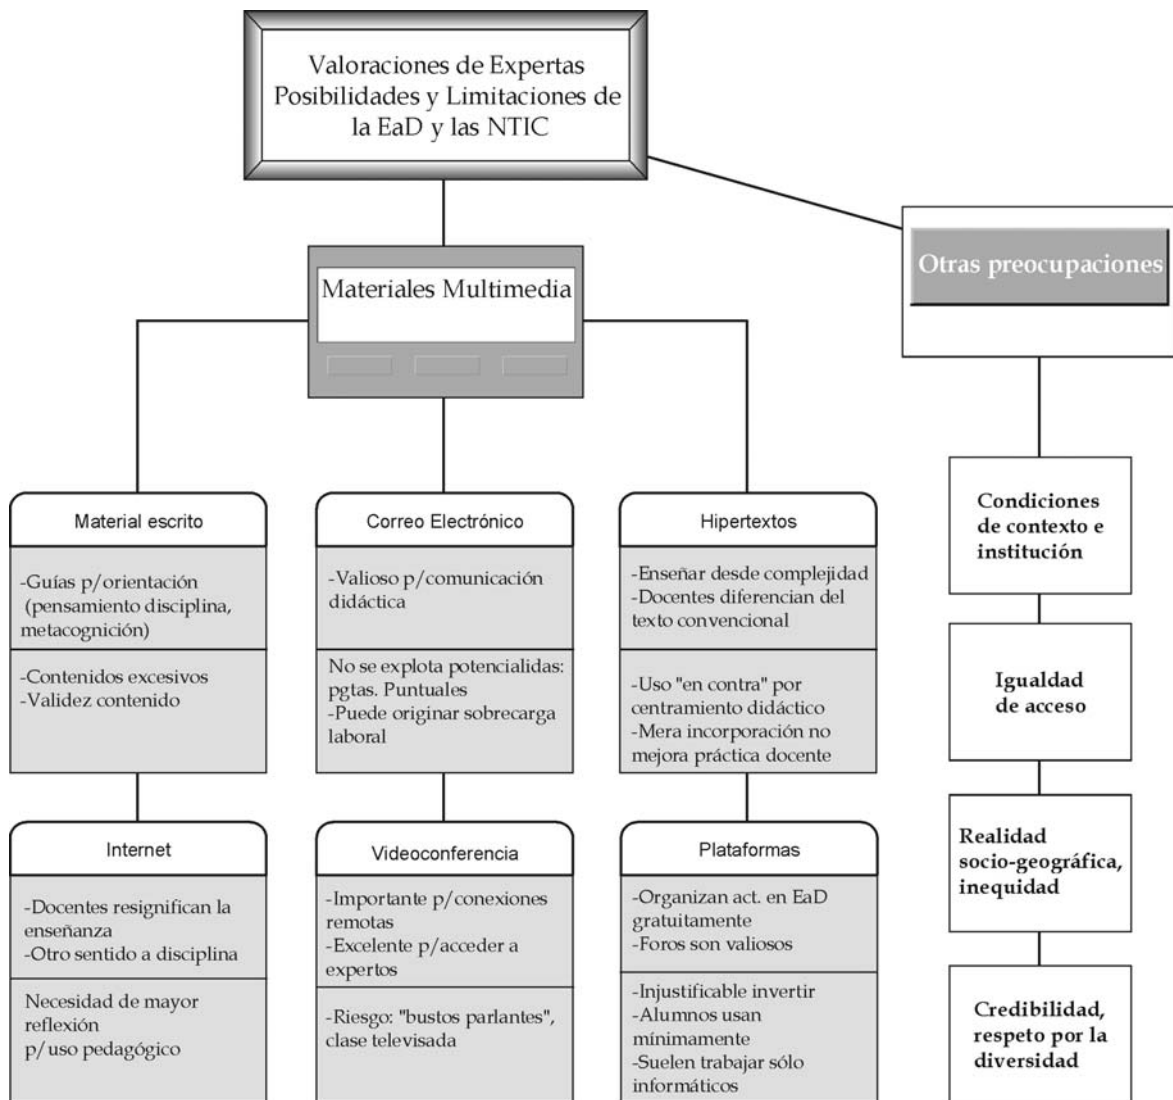 Valoraciones de Expertas
Posibilidades y Limitaciones de
la EaD y las NTIC
Otras preocupaciones
Materiales Multimedia
Material escrito
-Guías p/orientación
(pensamiento disciplina,
metacognición)
-Contenidos excesivos
-Validez contenido
Correo Electrónico
-Valioso p/comunicación
didáctica
No se explota potencialidas:
pgtas. Puntuales
-Puede originar sobrecarga
laboral
Hipertextos
-Enseñar desde complejidad
-Docentes diferencian del
texto convencional
-Uso "en contra" por
centramiento didáctico
-Mera incorporación no
mejora práctica docente
Condiciones
de contexto e
institución
Igualdad
de acceso
Internet
-Docentes resignifican la
enseñanza
-Otro sentido a disciplina
Necesidad de mayor
reflexión
p/uso pedagógico
Videoconferencia
-Importante p/conexiones
remotas
-Excelente p/acceder a
expertos
-Riesgo: "bustos parlantes",
clase televisada
Plataformas
-Organizan act. en EaD
gratuitamente
-Foros son valiosos
-Injustificable invertir
-Alumnos usan
mínimamente
-Suelen trabajar sólo
informáticos
Realidad
socio-geográfica,
inequidad
Credibilidad,
respeto por la
diversidad